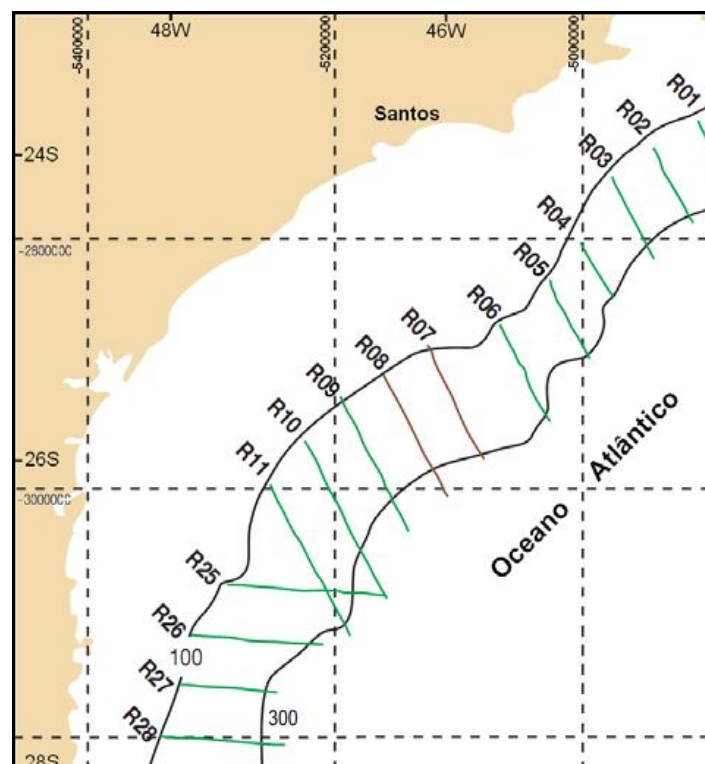 -5400000
48W
-5200000
46W
-5000000
R01
R02
Santos
R03
24S
R04
-2800000
R05
R06
R07
R08
R09
Atlântico
R10
R11
26S
-3000000
Oceano
R25
R26
100
R27
300
R28
28S